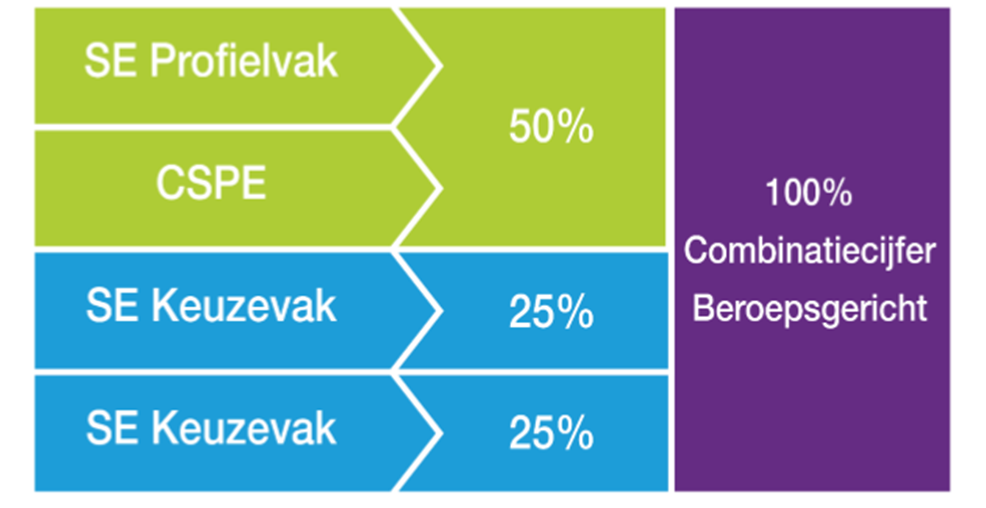 SE Profielvak
CSPE
50%
SE Keuzevak
25%
SE Keuzevak
25%
100%
Combinatiecijfer
Beroepsgericht